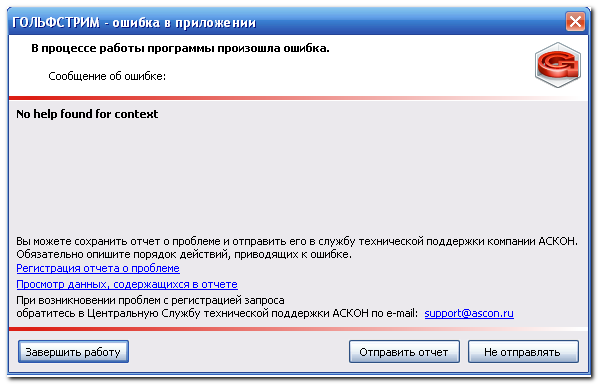 ГОЛЬФСТРИМ - ошибка в приложении
В процессе работы программы произошла ошибка.
Сообщение об ошибке:
No help found for context
Вы можете сохранить отчет о проблеме и отправить его в службу технической поддержки компании АСКОН.
Обязательно опишите порядок действий, приводящих к ошибке.
Регистрация отчета о проблеме
Просмотр данных, содержащихся в отчете
При возникновении проблем с регистрацией запроса
обратитесь в Центральную Службу технической поддержки АСКОН по e-mail: support@ascon.ru
Завершить работу
Отправить отчет
Не отправлять